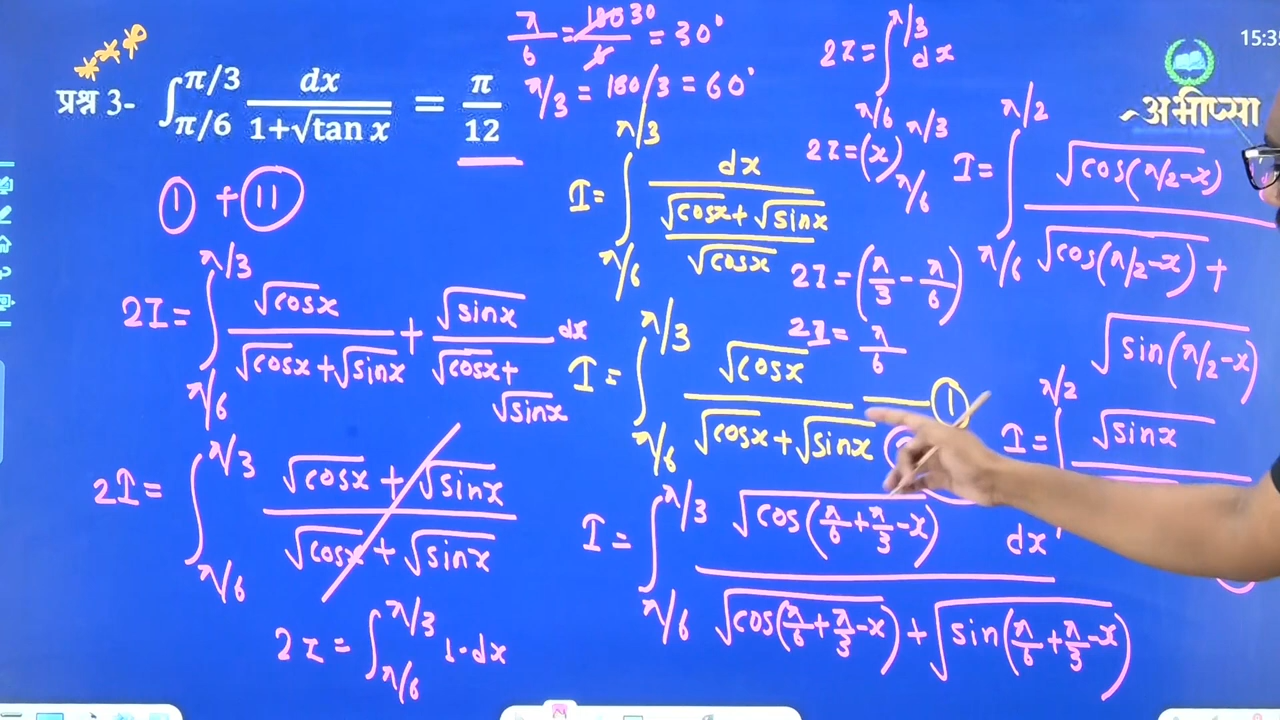 15:35
अभीप्सा
प्रश्न 3- ∫_{π/6}^{π/3} dx / (1+√tan x) = π/12
π/6 = 180 30 / 6 = 30°
π/3 = 180/3 = 60°
① + ⑪
2I = ∫_{π/6}^{π/3} √cosx / (√cosx + √sinx) + √sinx / (√cosx + √sinx) dx
2I = ∫_{π/6}^{π/3} (√cosx + √sinx) / (√cosx + √sinx)
2I = ∫_{π/6}^{π/3} 1·dx
I = ∫_{π/6}^{π/3} dx / ((√cosx + √sinx) / √cosx)
I = ∫_{π/6}^{π/3} √cosx / (√cosx + √sinx) — ①
I = ∫_{π/6}^{π/3} √cos(π/6 + π/3 - x) dx / (√cos(π/6 + π/3 - x) + √sin(π/6 + π/3 - x))
2I = ∫_{π/6}^{π/3} dx
2I = (x)_{π/6}^{π/3}
2I = (π/3 - π/6)
2I = π/6
I = ∫_{π/6}^{π/2} √cos(π/2 - x) / (√cos(π/2 - x) + √sin(π/2 - x))
I = ∫^{π/2} √sinx